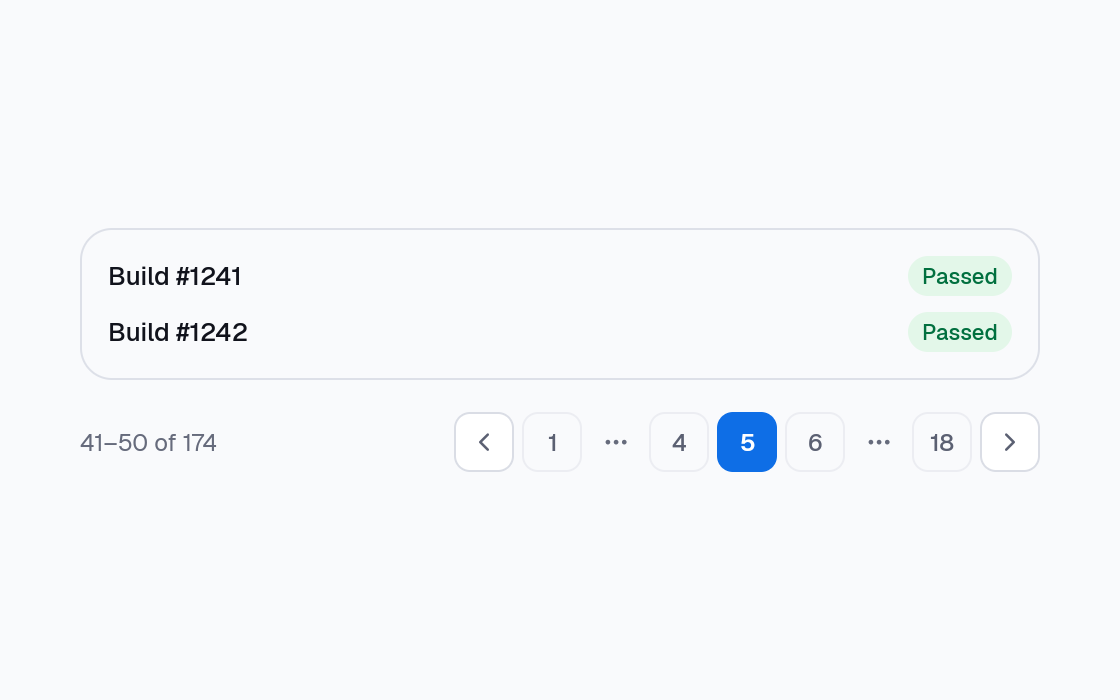 Build #1241 Passed
Build #1242 Passed
41–50 of 174 1 ••• 4 5 6 ••• 18